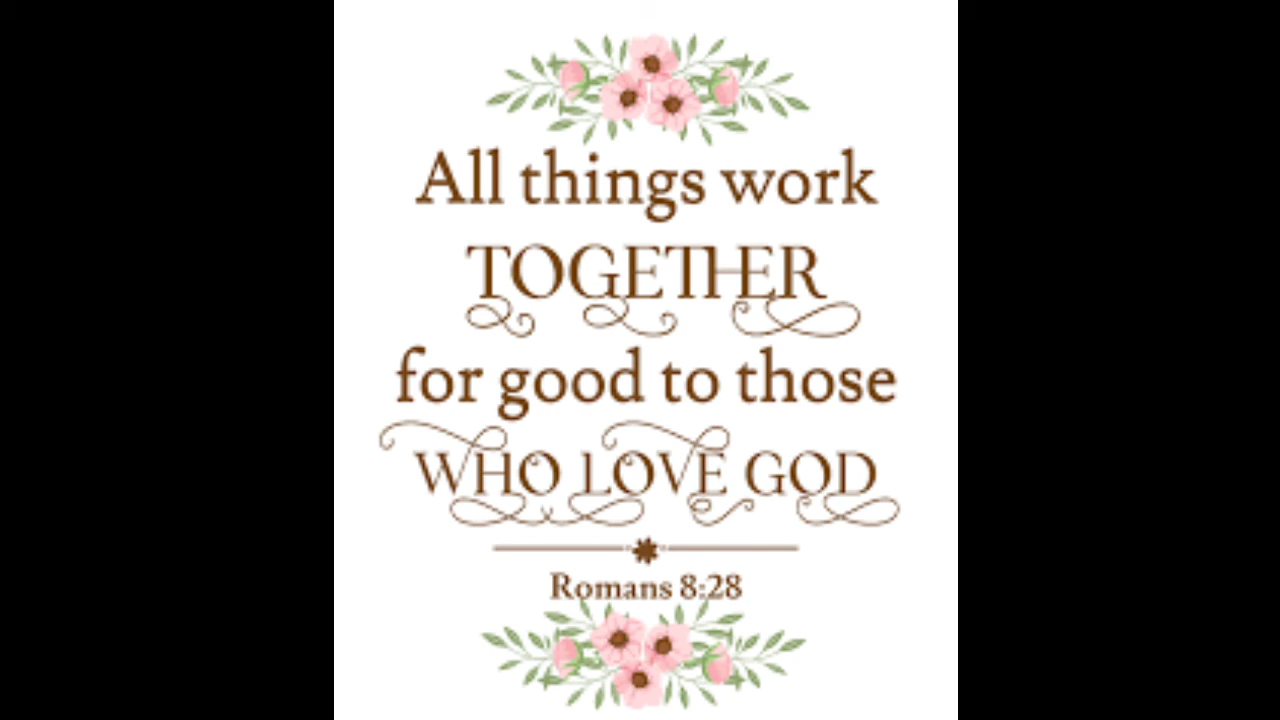 All things work
TOGETHER
for good to those
WHO LOVE GOD
Romans 8:28